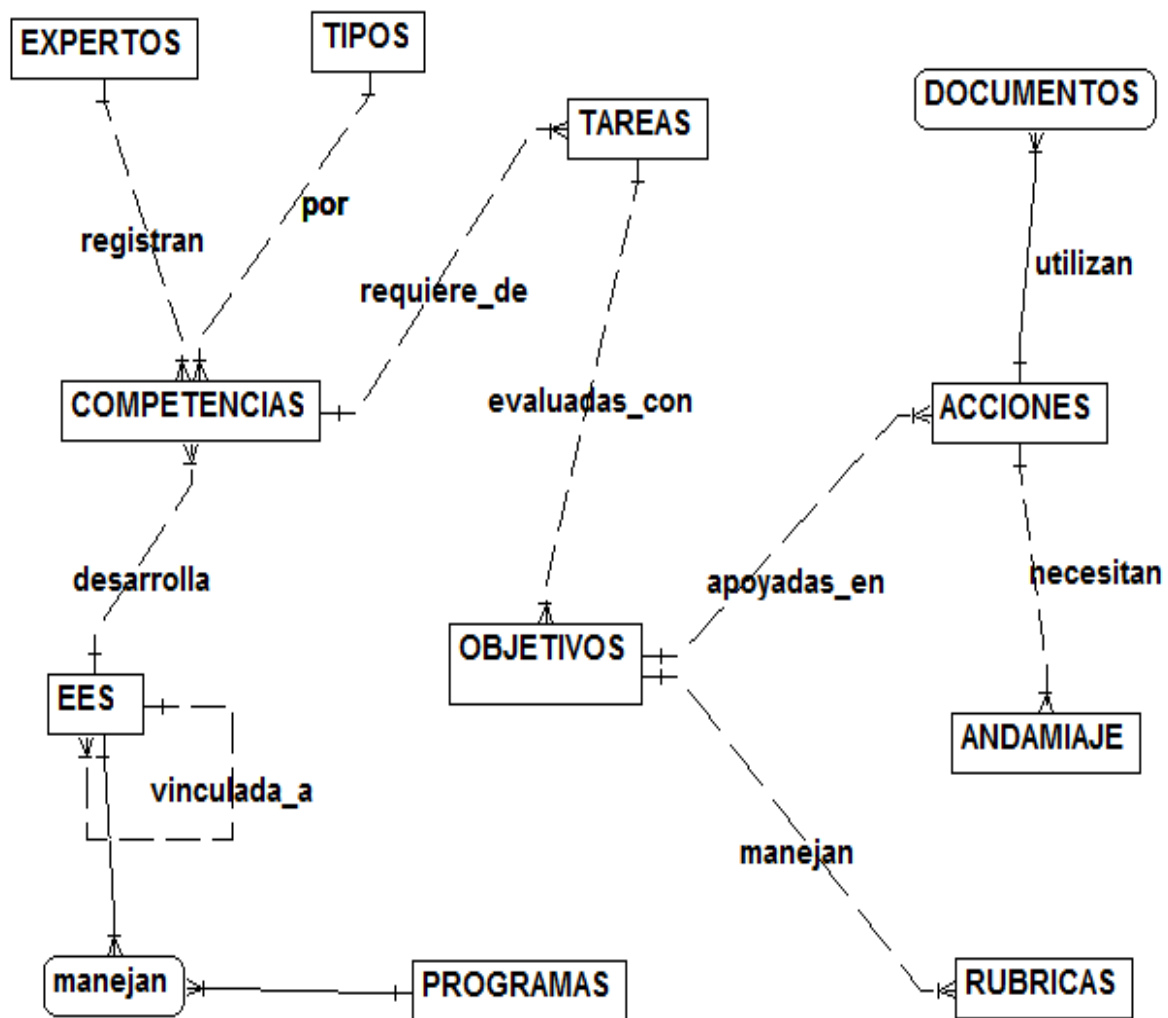 EXPERTOS
TIPOS
TAREAS
DOCUMENTOS
por
registran
utilizan
requiere_de
COMPETENCIAS
evaluadas_con
ACCIONES
desarrolla
apoyadas_en
necesitan
OBJETIVOS
EES
ANDAMIAJE
vinculada_a
manejan
manejan
PROGRAMAS
RUBRICAS